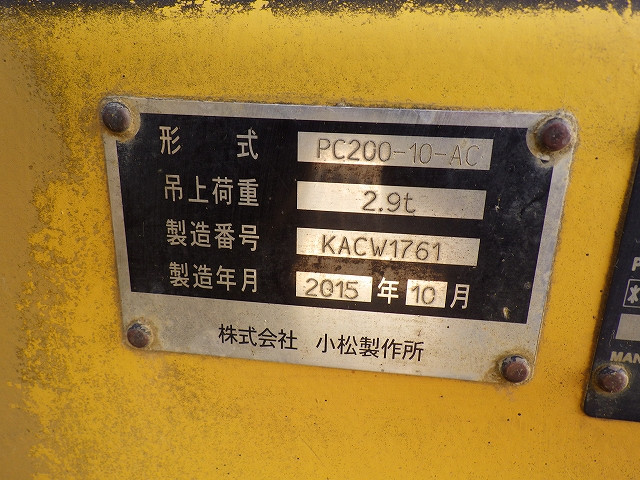 形 式 PC200-10-AC
吊上荷重 2.9t
製造番号 KACW1761
製造年月 2015 年 10 月
株式会社 小松製作所
MAN